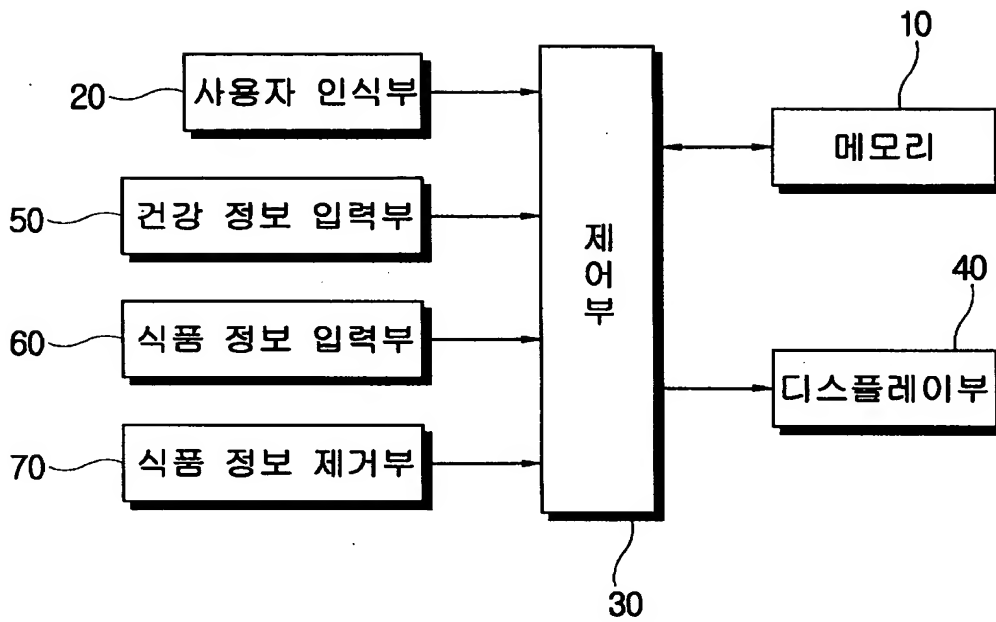 10
20 사용자 인식부
메모리
50 건강 정보 입력부
제어부
40
60 식품 정보 입력부
디스플레이부
70 식품 정보 제거부
30